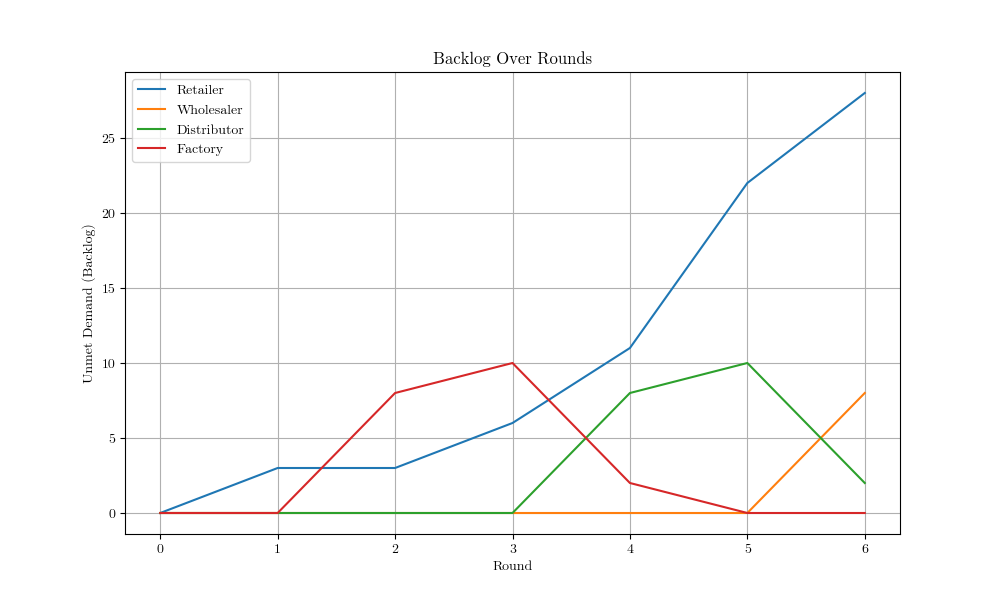 Backlog Over Rounds
Retailer
Wholesaler
Distributor
Factory
Unmet Demand (Backlog)
25
20
15
10
5
0
0 1 2 3 4 5 6
Round